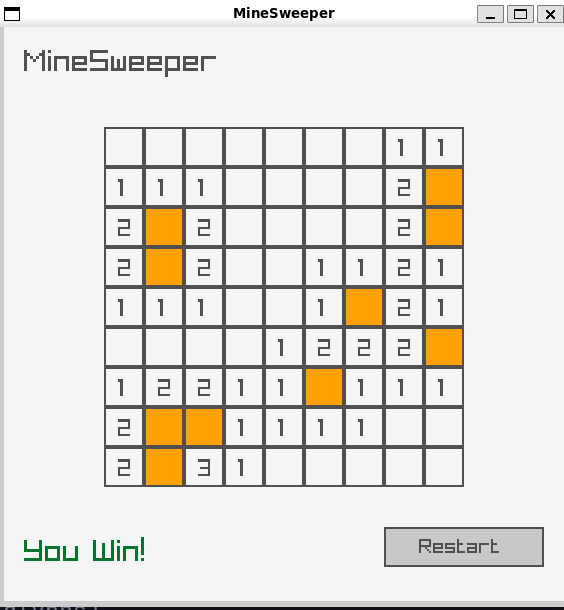 MineSweeper
MineSweeper
1 1
1 1 1 2
2 2 2
2 2 1 1 2 1
1 1 1 1 2 1
1 2 2 2
1 2 2 1 1 1 1 1
2 1 1 1 1
2 3 1
You Win!
Restart